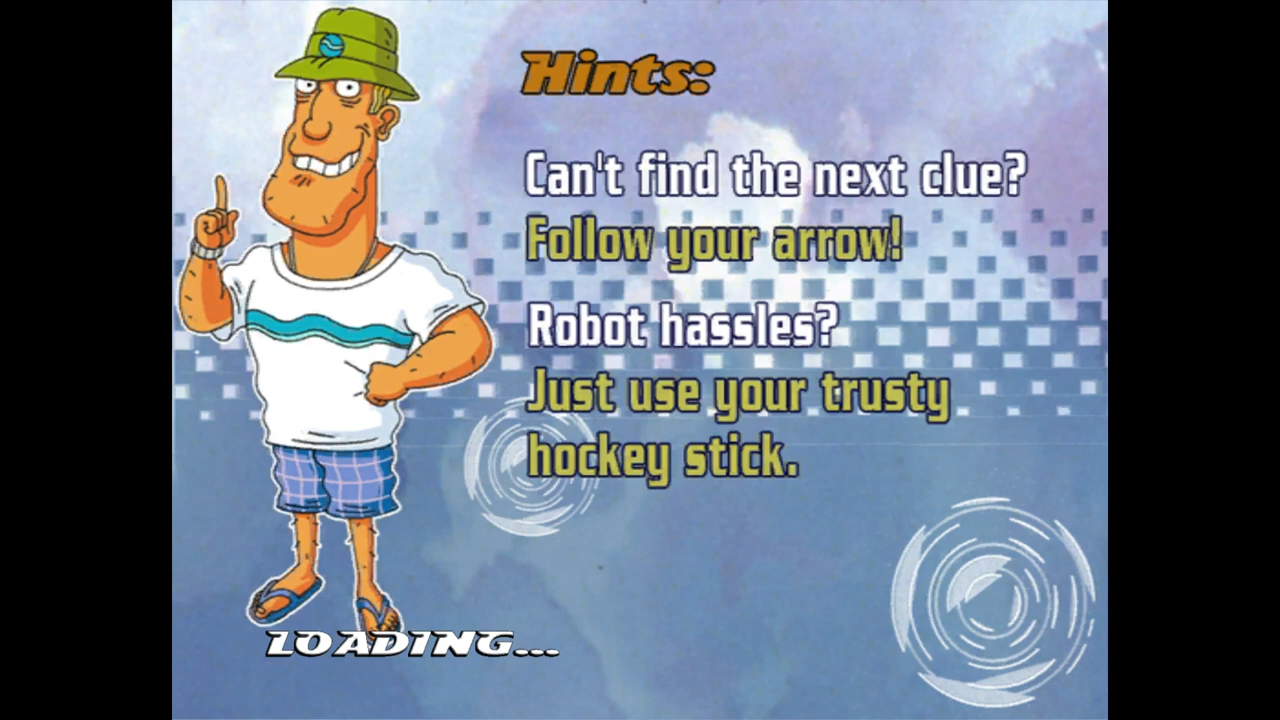 Hints:
Can't find the next clue?
Follow your arrow!
Robot hassles?
Just use your trusty
hockey stick.
LOADING...